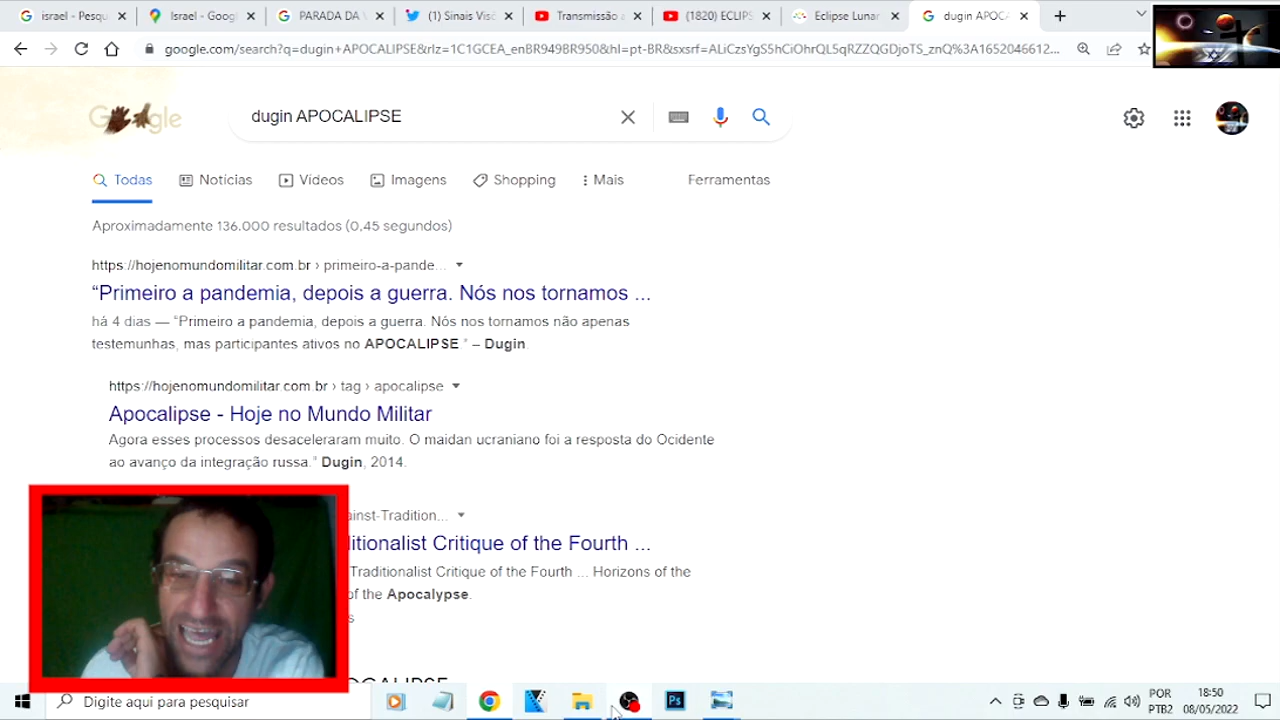 israel - Pesqu
Israel - Goog
PARADA DA
(1) Sinais Vit
Transmissão a
(1820) ECLIPS
Eclipse Lunar
dugin APOCA
google.com/search?q=dugin+APOCALIPSE&rlz=1C1GCEA_enBR949BR950&hl=pt-BR&sxsrf=ALiCzsYgS5hCiOhrQL5qRZZQGDjoTS_znQ%3A1652046612...
Google
dugin APOCALIPSE
Todas
Notícias
Vídeos
Imagens
Shopping
Mais
Ferramentas
Aproximadamente 136.000 resultados (0,45 segundos)
https://hojenomundomilitar.com.br › primeiro-a-pande...
“Primeiro a pandemia, depois a guerra. Nós nos tornamos ...
há 4 dias — “Primeiro a pandemia, depois a guerra. Nós nos tornamos não apenas
testemunhas, mas participantes ativos no APOCALIPSE ” – Dugin.
https://hojenomundomilitar.com br › tag › apocalipse
Apocalipse - Hoje no Mundo Militar
Agora esses processos desaceleraram muito. O maidan ucraniano foi a resposta do Ocidente
ao avanço da integração russa.” Dugin, 2014.
ainst-Tradition...
ditionalist Critique of the Fourth ...
Traditionalist Critique of the Fourth ... Horizons of the
of the Apocalypse.
Digite aqui para pesquisar
Ps
POR
PTB2
18:50
08/05/2022